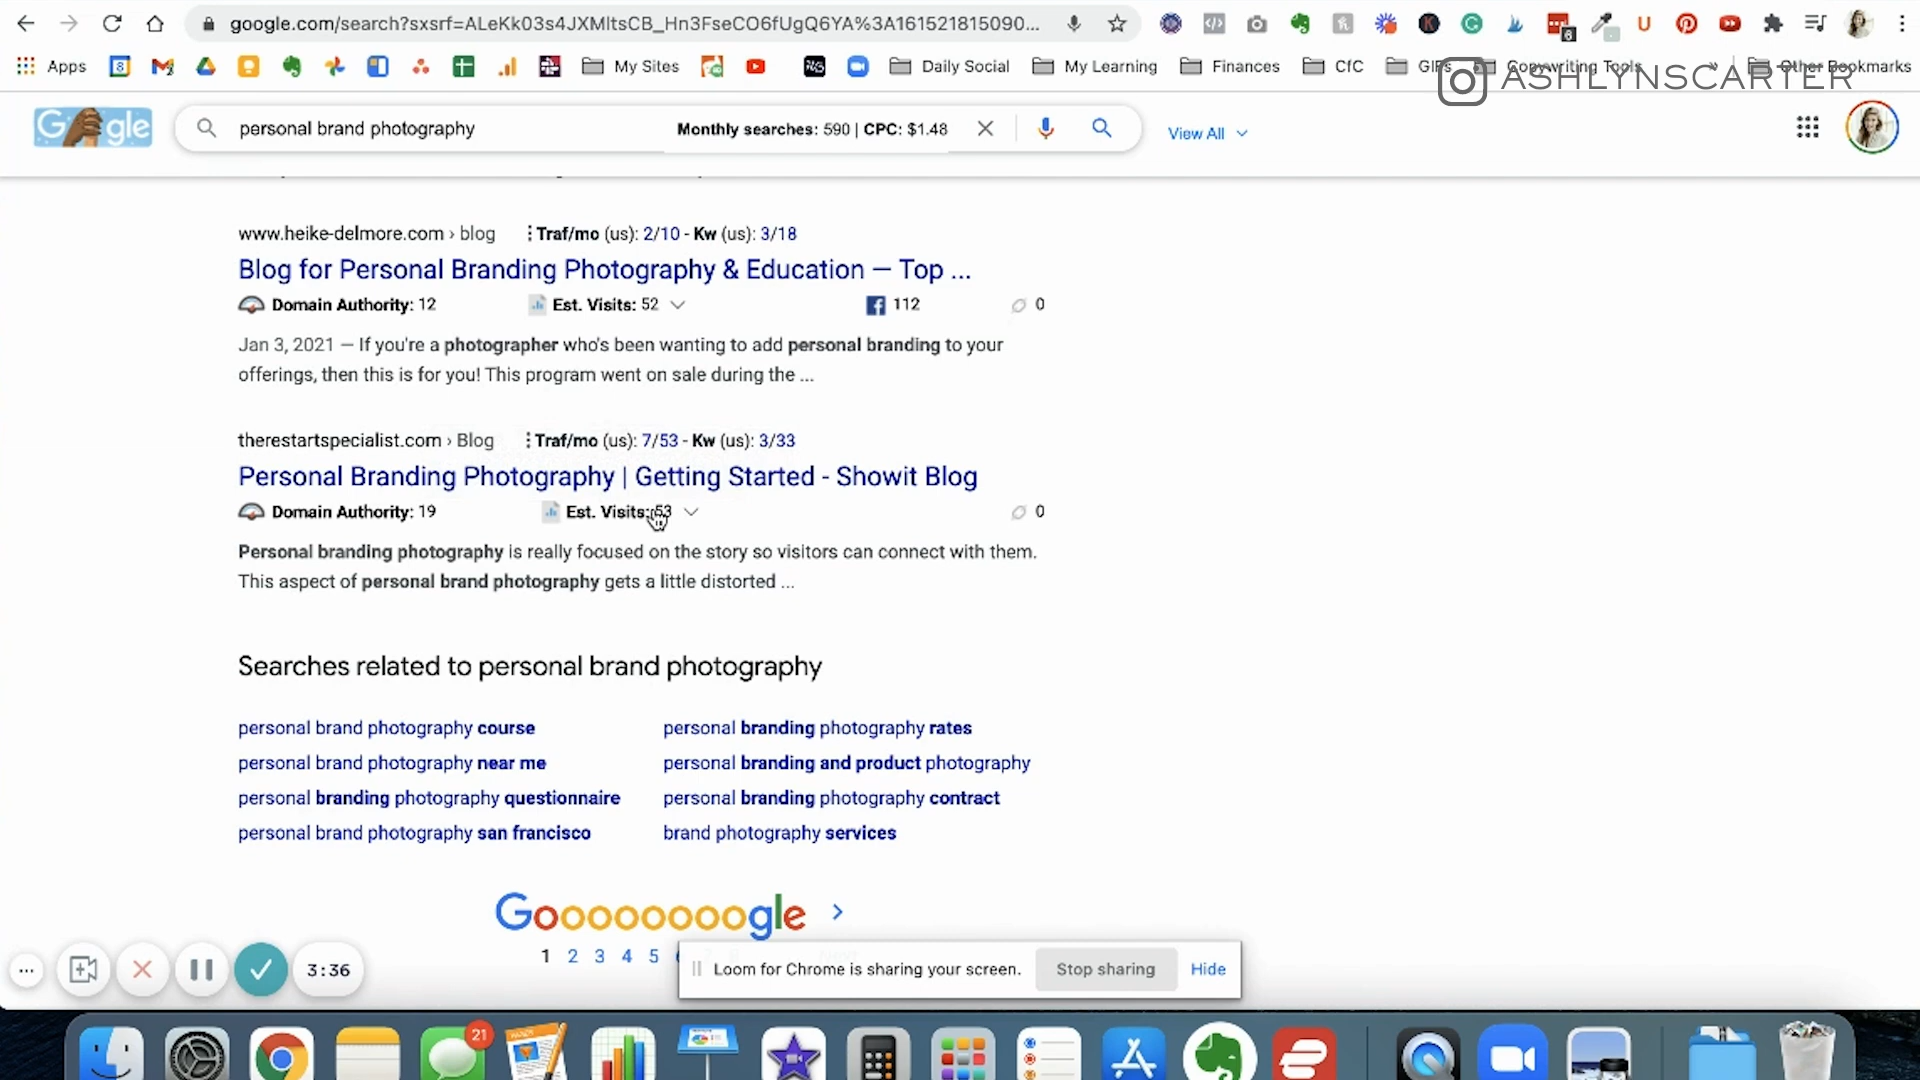 google.com/search?sxsrf=ALeKk03s4JXMltsCB_Hn3FseCO6fUgQ6YA%3A161521815090...
Apps My Sites Daily Social My Learning Finances CfC GIFs Copywriting Tools » Other Bookmarks
ASHLYNSCARTER
personal brand photography Monthly searches: 590 | CPC: $1.48 View All
www.heike-delmore.com › blog Traf/mo (us): 2/10 - Kw (us): 3/18
Blog for Personal Branding Photography & Education — Top ...
Domain Authority: 12 Est. Visits: 52 112 0
Jan 3, 2021 — If you're a photographer who's been wanting to add personal branding to your
offerings, then this is for you! This program went on sale during the ...
therestartspecialist.com › Blog Traf/mo (us): 7/53 - Kw (us): 3/33
Personal Branding Photography | Getting Started - Showit Blog
Domain Authority: 19 Est. Visits: 53 0
Personal branding photography is really focused on the story so visitors can connect with them.
This aspect of personal brand photography gets a little distorted ...
Searches related to personal brand photography
personal brand photography course personal branding photography rates
personal brand photography near me personal branding and product photography
personal branding photography questionnaire personal branding photography contract
personal brand photography san francisco brand photography services
Goooooooogle >
1 2 3 4 5
... 3:36 Loom for Chrome is sharing your screen. Stop sharing Hide
21